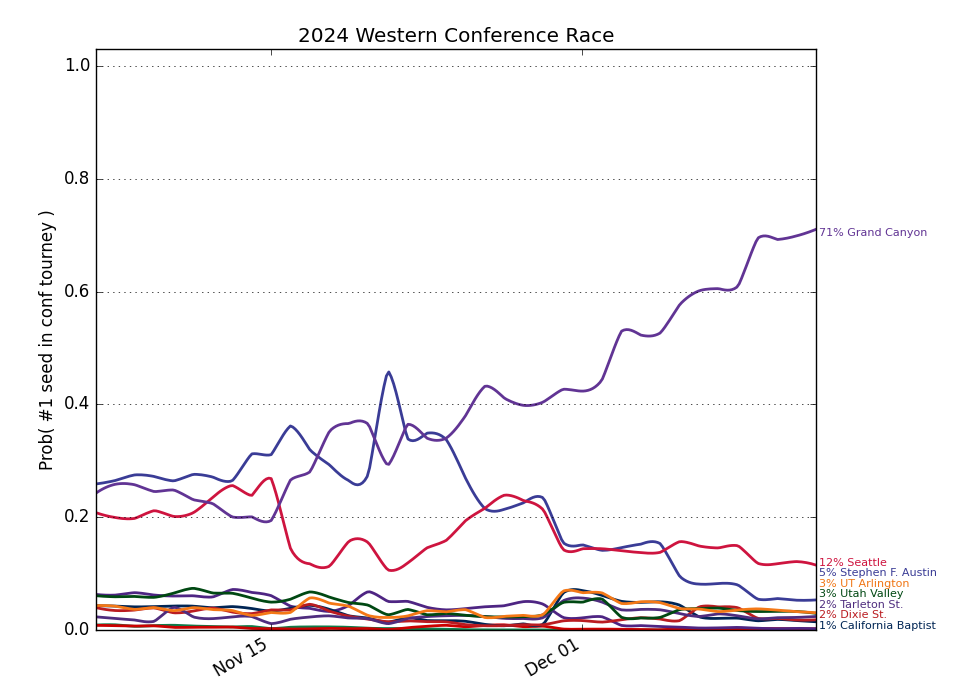 2024 Western Conference Race
Prob( #1 seed in conf tourney )
1.0
0.8
0.6
0.4
0.2
0.0
Nov 15
Dec 01
71% Grand Canyon
12% Seattle
5% Stephen F. Austin
3% UT Arlington
3% Utah Valley
2% Tarleton St.
2% Dixie St.
1% California Baptist